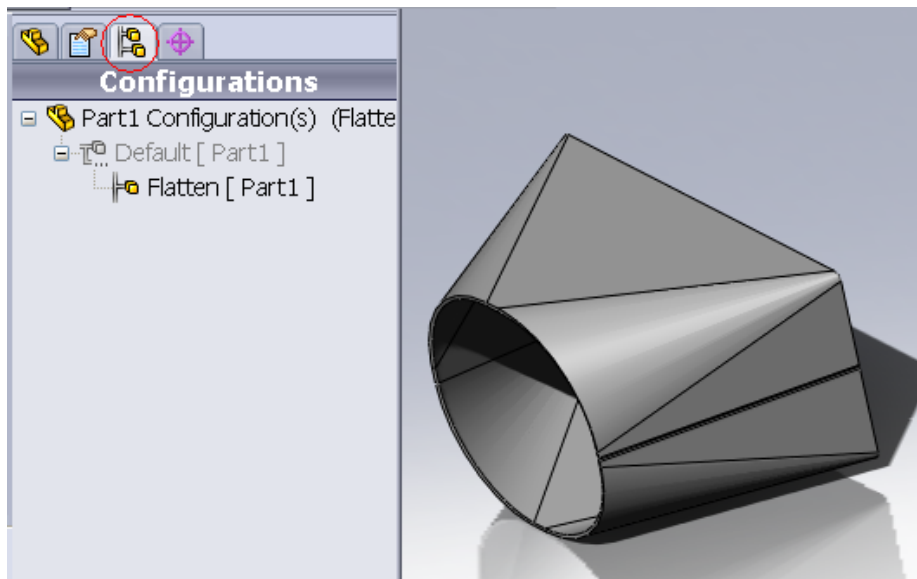 Configurations
Part1 Configuration(s) (Flatte
Default [ Part1 ]
Flatten [ Part1 ]